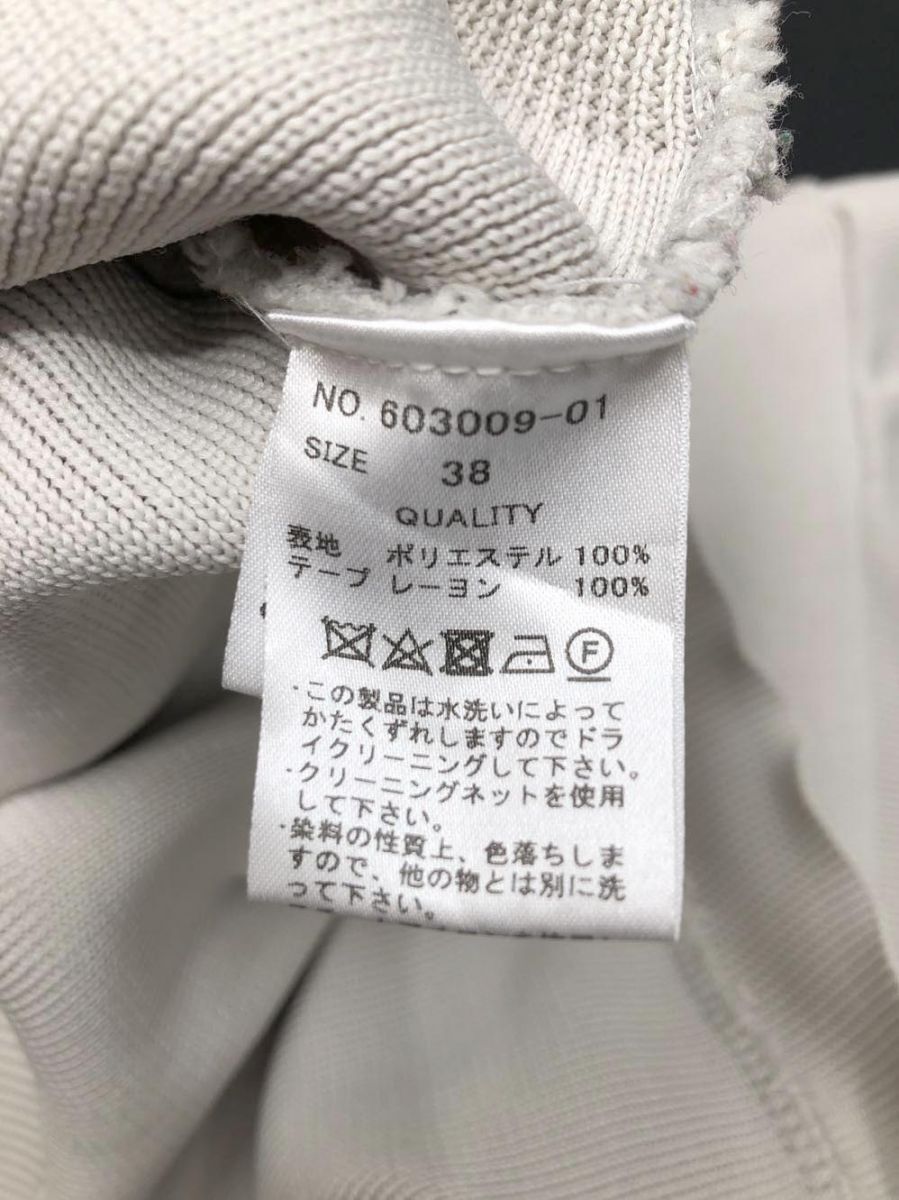 NO. 603009-01
SIZE 38
QUALITY
表地 ポリエステル 100%
テープ レーヨン 100%
F
・この製品は水洗いによって
かたくずれしますのでドラ
イクリーニングして下さい。
・クリーニングネットを使用
して下さい。
・染料の性質上、色落ちしま
すので、他の物とは別に洗
って下さい。